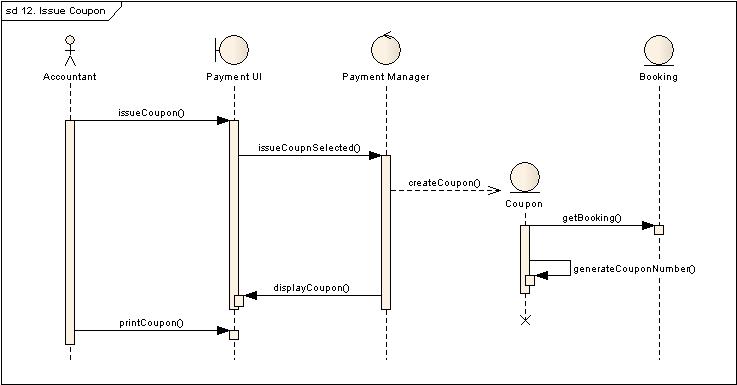 sd 12. Issue Coupon
Accountant
Payment UI
Payment Manager
Booking
issueCoupon()
issueCoupnSelected()
createCoupon()
Coupon
getBooking()
generateCouponNumber()
displayCoupon()
printCoupon()